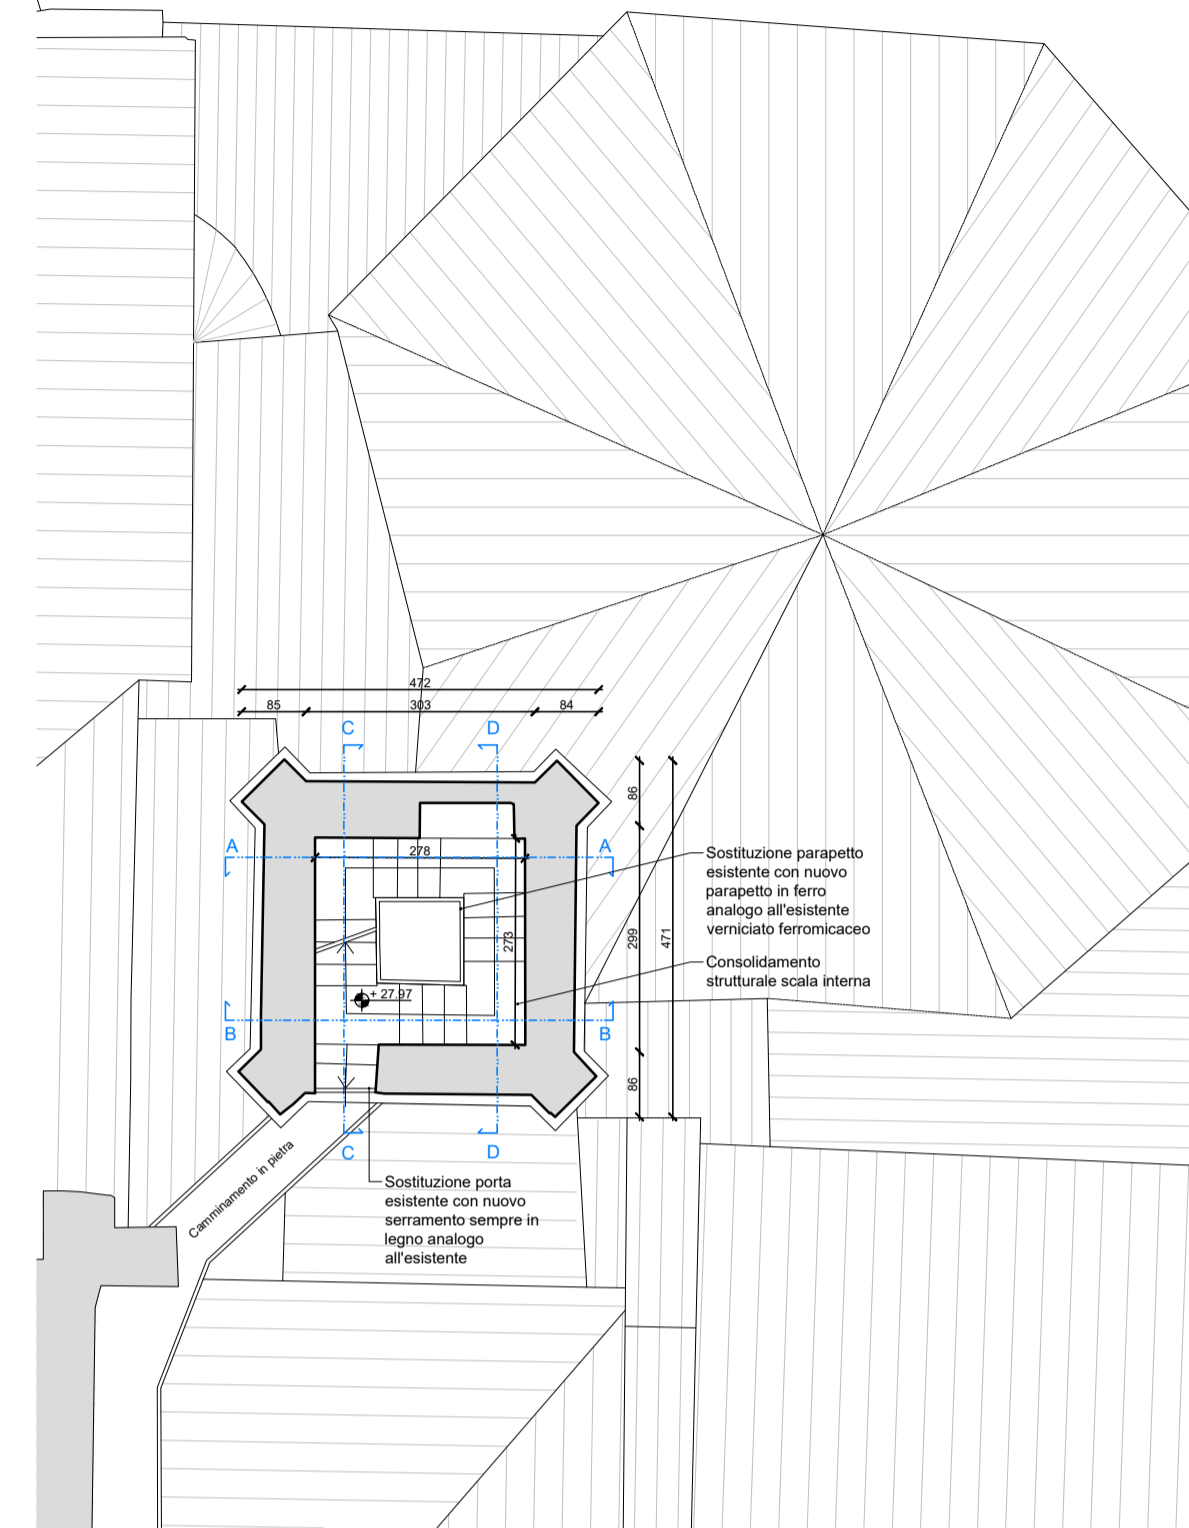 472
85
303
84
C
D
86
A
A
278
Sostituzione parapetto
esistente con nuovo
parapetto in ferro
analogo all'esistente
verniciato ferromicaceo
299
471
273
Consolidamento
strutturale scala interna
+ 27.97
B
B
86
C
D
Camminamento in pietra
Sostituzione porta
esistente con nuovo
serramento sempre in
legno analogo
all'esistente